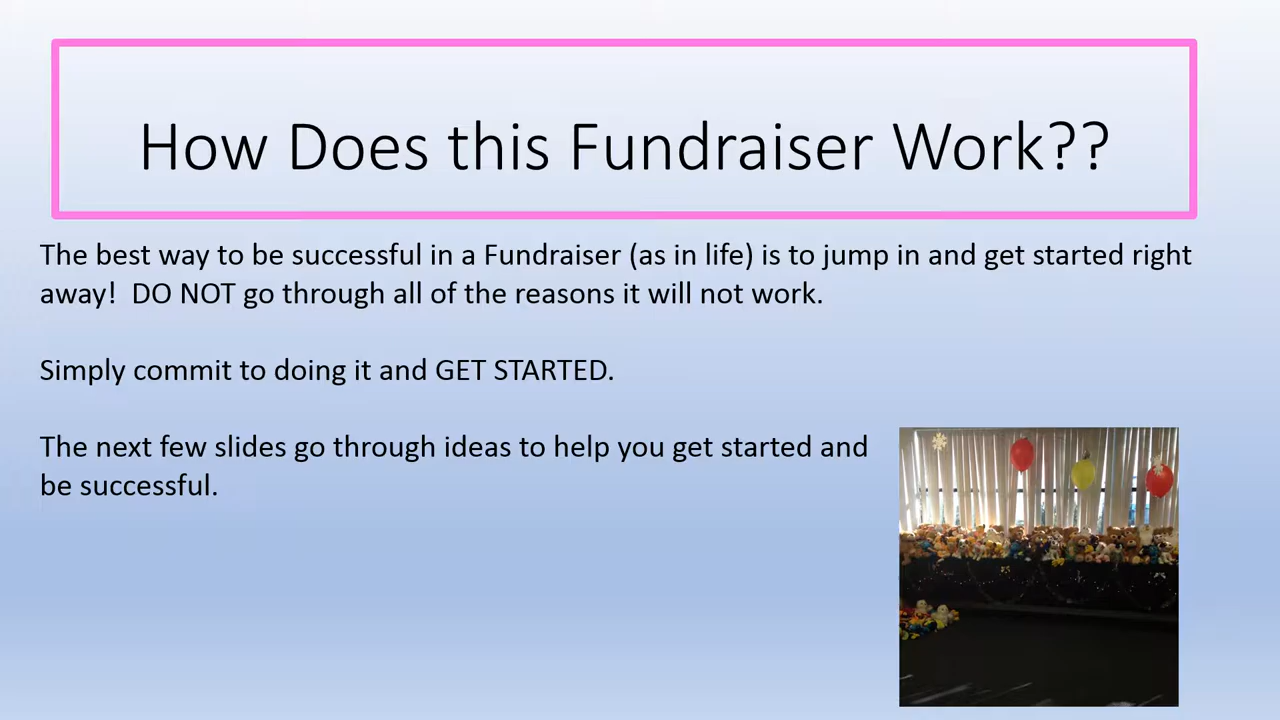 How Does this Fundraiser Work??
The best way to be successful in a Fundraiser (as in life) is to jump in and get started right
away!  DO NOT go through all of the reasons it will not work.
Simply commit to doing it and GET STARTED.
The next few slides go through ideas to help you get started and
be successful.